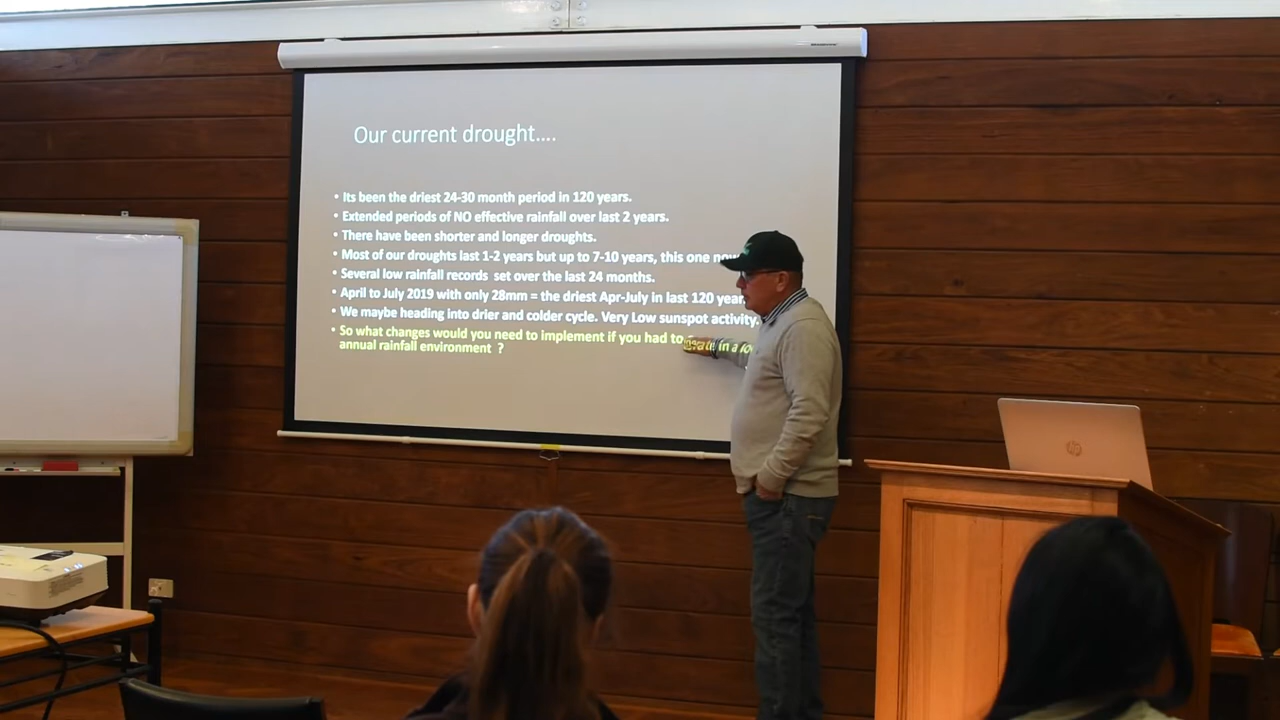 Our current drought....
• Its been the driest 24-30 month period in 120 years.
• Extended periods of NO effective rainfall over last 2 years.
• There have been shorter and longer droughts.
• Most of our droughts last 1-2 years but up to 7-10 years, this one now
• Several low rainfall records set over the last 24 months.
• April to July 2019 with only 28mm = the driest Apr-July in last 120 year
• We maybe heading into drier and colder cycle. Very Low sunspot activity.
• So what changes would you need to implement if you had to in a
annual rainfall environment ?
hp